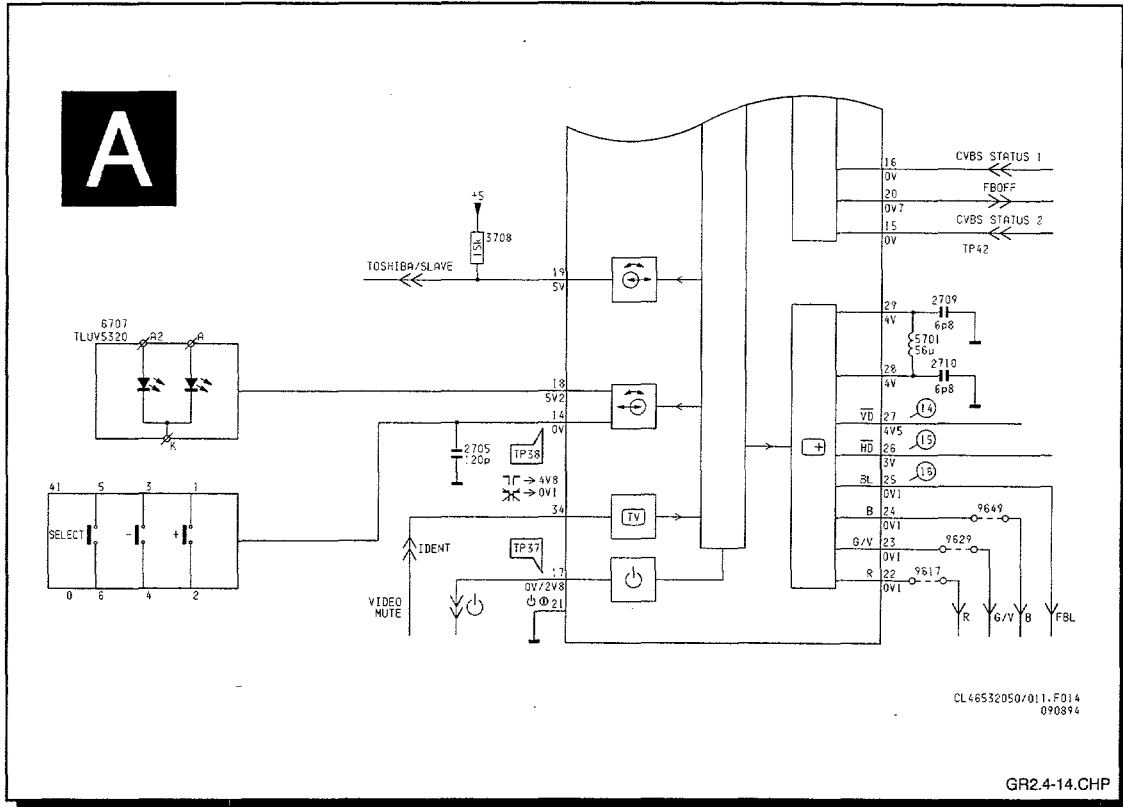 A
16
CVBS STATUS 1
0V
20
FBOFF
0V7
15
CVBS STATUS 2
0V
TP42
+5
15k
3708
TOSHIBA/SLAVE
19
5V
29
4V
2709
6p8
5701
56µ
2710
6p8
28
4V
6707
TLUV5320
A2
A
K
18
5V2
14
0V
2705
120p
TP38
4V8
0V1
VD
27
14
4V5
HD
26
15
3V
BL
25
16
0V1
B
24
9649
0V1
G/V
23
9629
0V1
R
22
9617
0V1
41 5 3 1
SELECT
-
+
0 6 4 2
34
TV
IDENT
TP37
17
0V/2V8
21
VIDEO
MUTE
R
G/V
B
FBL
CL46532050/011.F014
090894
GR2.4-14.CHP